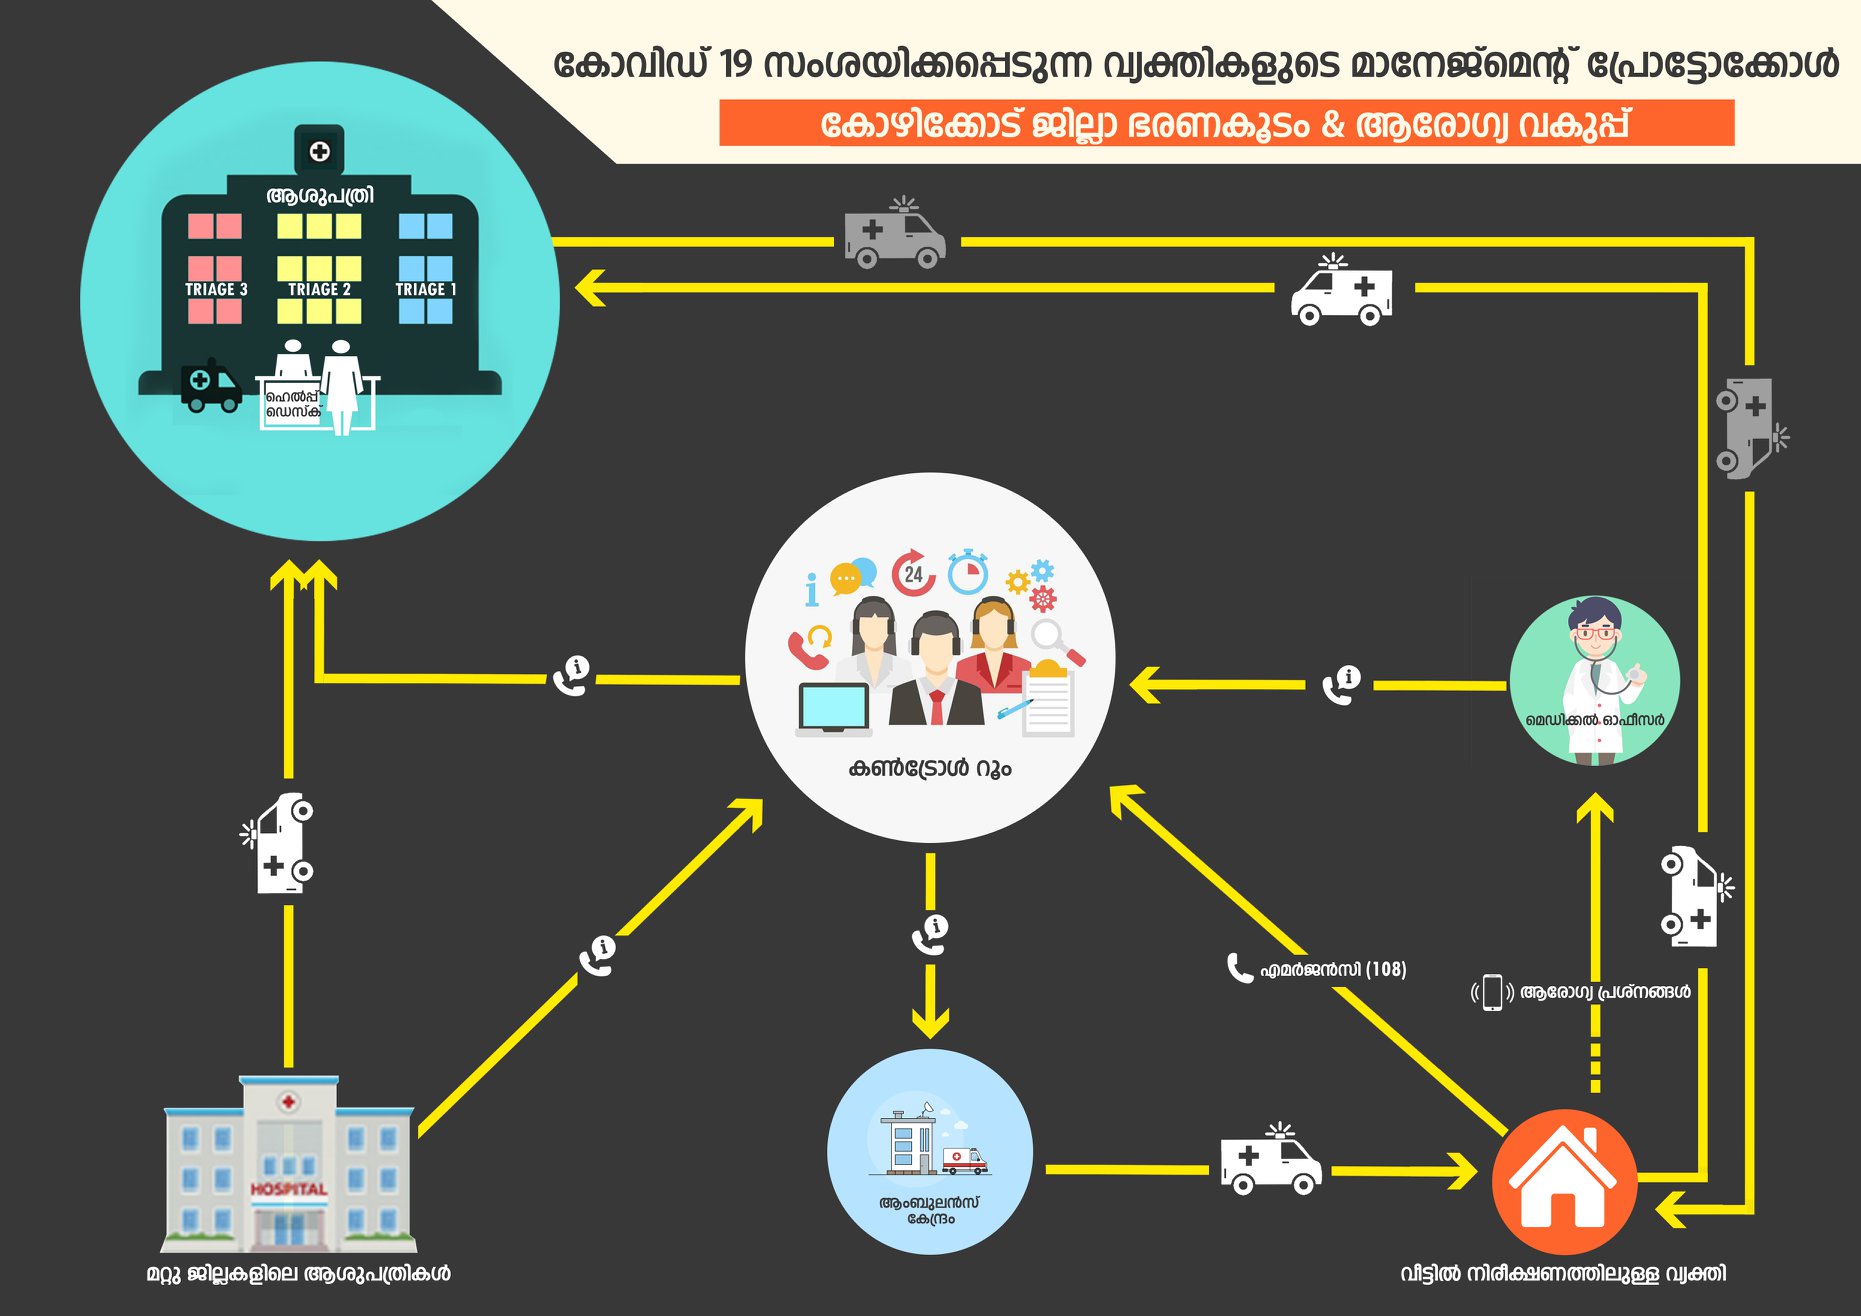 കോവിഡ് 19 സംശയിക്കപ്പെടുന്ന വ്യക്തികളുടെ മാനേജ്മെന്റ് പ്രോട്ടോക്കോൾ
കോഴിക്കോട് ജില്ലാ ഭരണകൂടം & ആരോഗ്യ വകുപ്പ്
ആശുപത്രി
TRIAGE 3 TRIAGE 2 TRIAGE 1
ഹെൽപ്പ്
ഡെസ്ക്
24
കൺട്രോൾ റൂം
മെഡിക്കൽ ഓഫീസർ
എമർജൻസി (108)
ആരോഗ്യ പ്രശ്നങ്ങൾ
HOSPITAL
ആംബുലൻസ്
കേന്ദ്രം
മറ്റു ജില്ലകളിലെ ആശുപത്രികൾ
വീട്ടിൽ നിരീക്ഷണത്തിലുള്ള വ്യക്തി